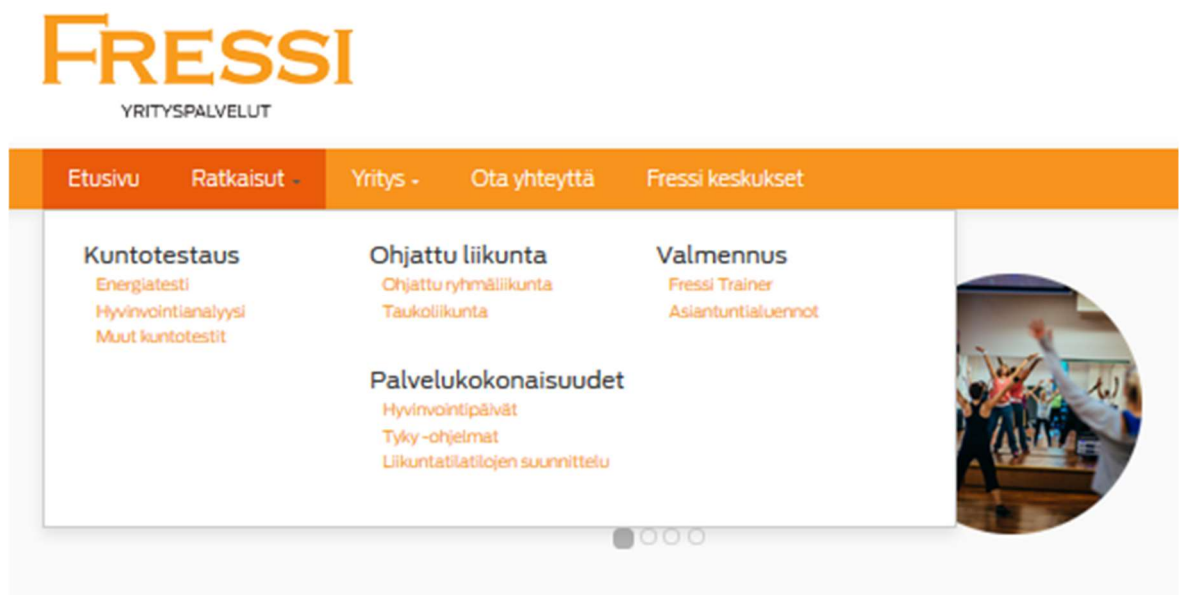 FRESSI
YRITYSPALVELUT
Etusivu Ratkaisut Yritys Ota yhteyttä Fressi keskukset
Kuntotestaus
Energiatesti
Hyvinvointianalyysi
Muut kuntotestit
Ohjattu liikunta
Ohjattu ryhmäliikunta
Taukoliikunta
Palvelukokonaisuudet
Hyvinvointipäivät
Tyky -ohjelmat
Liikuntatilatilojen suunnittelu
Valmennus
Fressi Trainer
Asiantuntialuennot